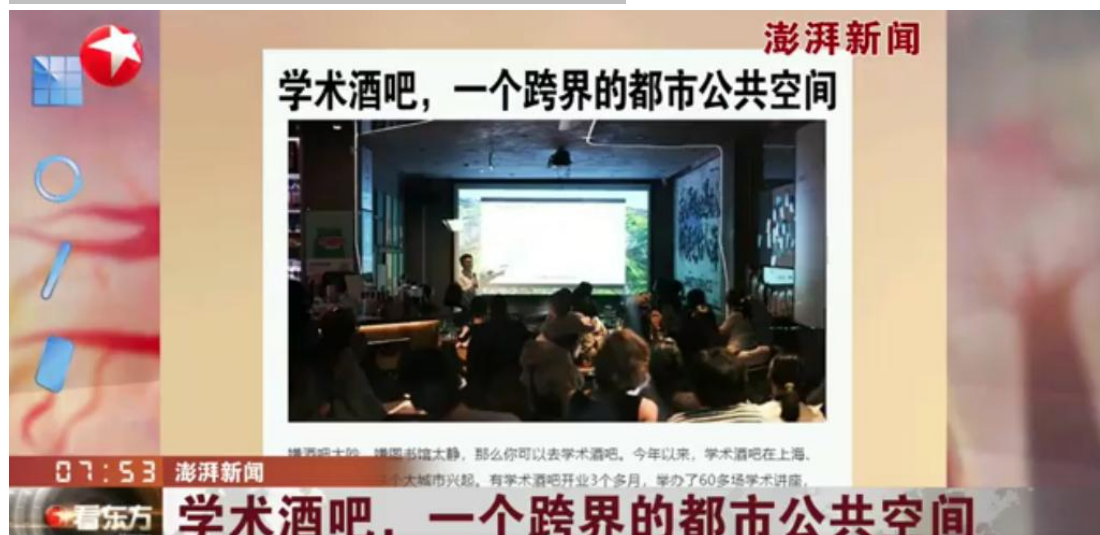 澎湃新闻
学术酒吧，一个跨界的都市公共空间
嫌酒吧太吵，嫌图书馆太静，那么你可以去学术酒吧。今年以来，学术酒吧在上海、
个大城市兴起。有学术酒吧开业3个多月，举办了60多场学术讲座，
07:53 澎湃新闻
看东方 学术酒吧，一个跨界的都市公共空间